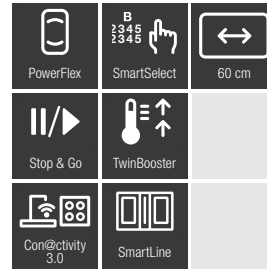 B
2345
2345
PowerFlex
SmartSelect
60 cm
Stop & Go
TwinBooster
Con@ctivity
3.0
SmartLine